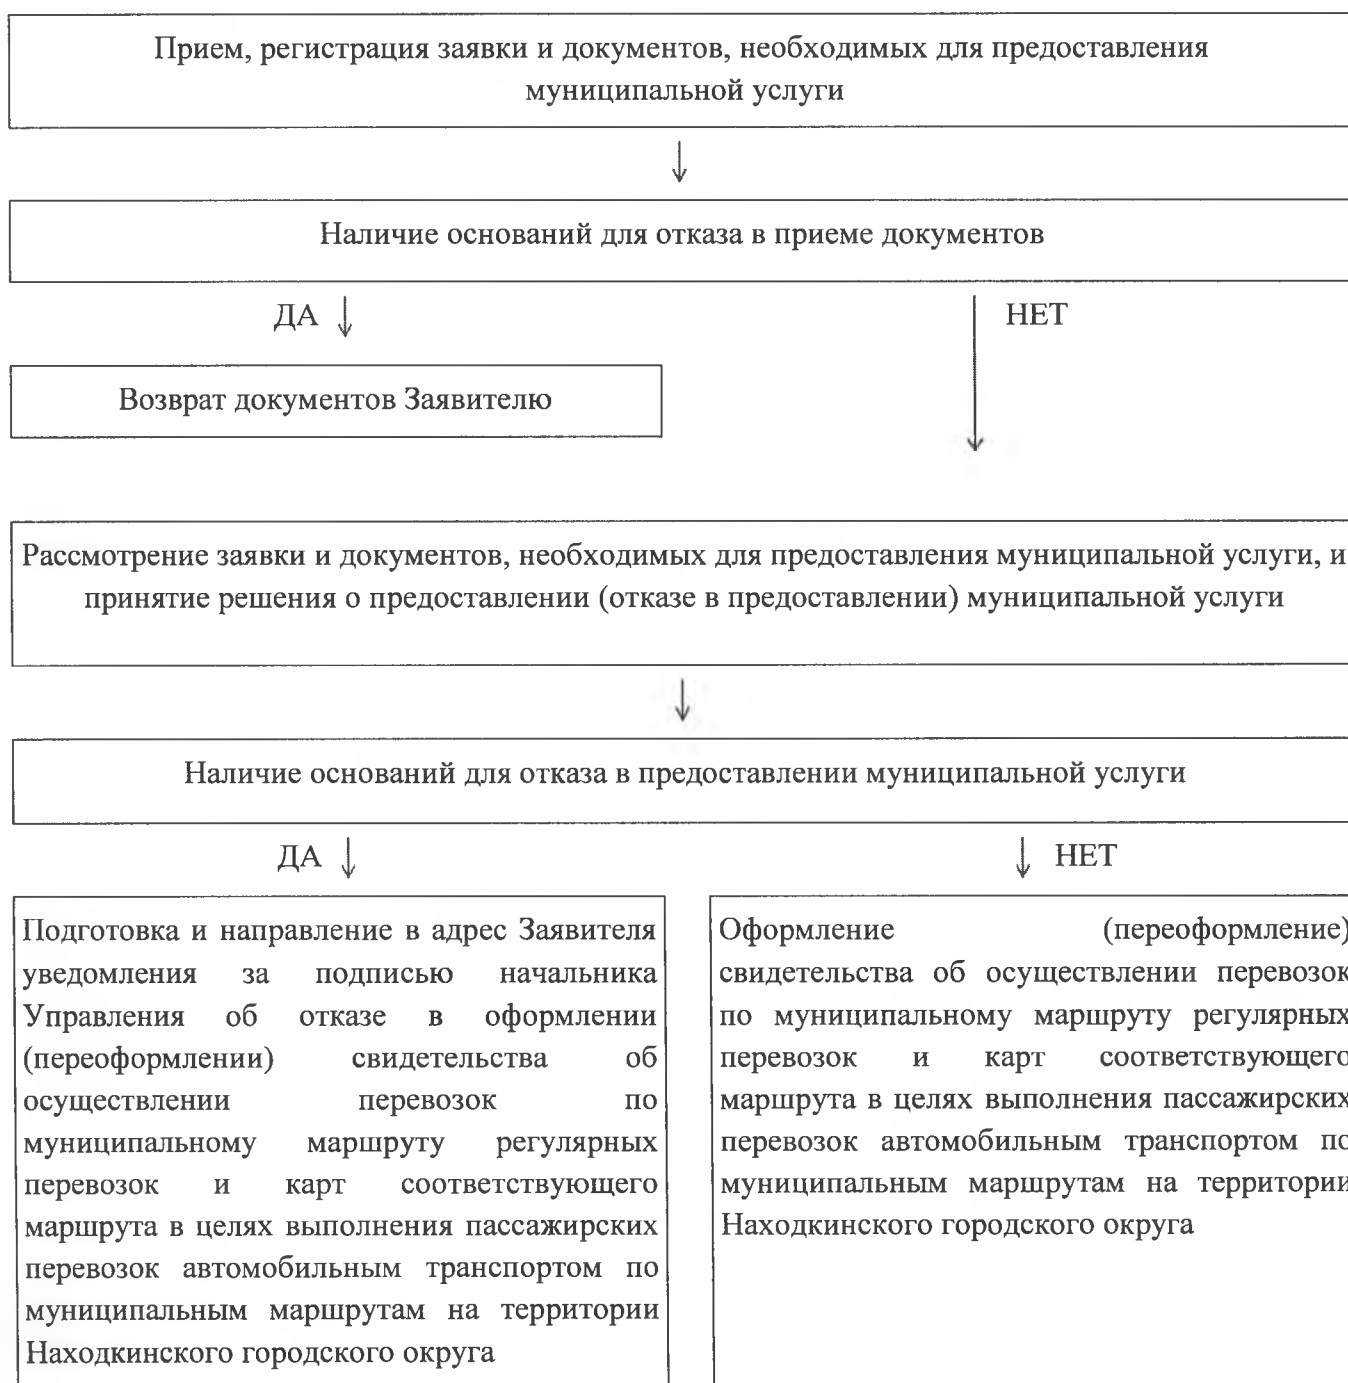 Прием, регистрация заявки и документов, необходимых для предоставления
муниципальной услуги
Наличие оснований для отказа в приеме документов
ДА
НЕТ
Возврат документов Заявителю
Рассмотрение заявки и документов, необходимых для предоставления муниципальной услуги, и
принятие решения о предоставлении (отказе в предоставлении) муниципальной услуги
Наличие оснований для отказа в предоставлении муниципальной услуги
ДА
НЕТ
Подготовка и направление в адрес Заявителя
уведомления за подписью начальника
Управления об отказе в оформлении
(переоформлении) свидетельства об
осуществлении перевозок по
муниципальному маршруту регулярных
перевозок и карт соответствующего
маршрута в целях выполнения пассажирских
перевозок автомобильным транспортом по
муниципальным маршрутам на территории
Находкинского городского округа
Оформление (переоформление)
свидетельства об осуществлении перевозок
по муниципальному маршруту регулярных
перевозок и карт соответствующего
маршрута в целях выполнения пассажирских
перевозок автомобильным транспортом по
муниципальным маршрутам на территории
Находкинского городского округа